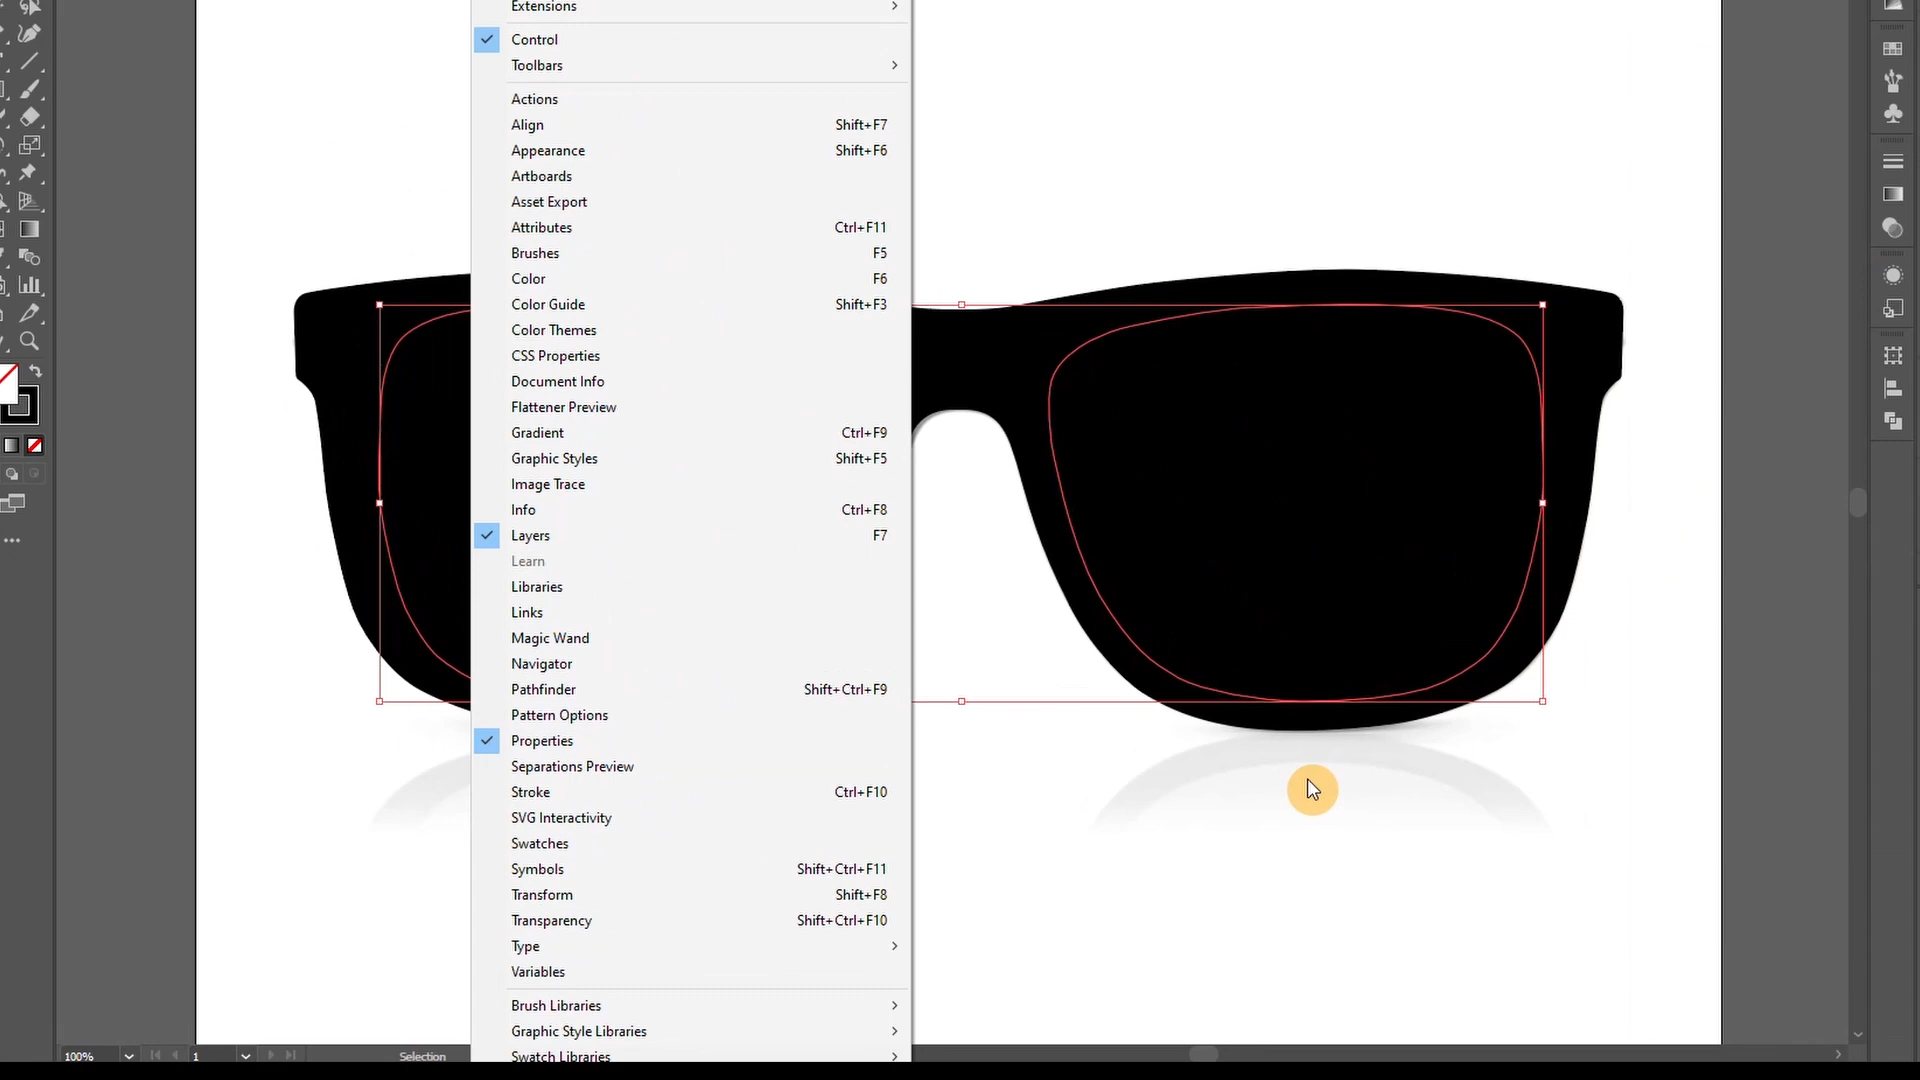 Extensions
Control
Toolbars
Actions
Align Shift+F7
Appearance Shift+F6
Artboards
Asset Export
Attributes Ctrl+F11
Brushes F5
Color F6
Color Guide Shift+F3
Color Themes
CSS Properties
Document Info
Flattener Preview
Gradient Ctrl+F9
Graphic Styles Shift+F5
Image Trace
Info Ctrl+F8
Layers F7
Learn
Libraries
Links
Magic Wand
Navigator
Pathfinder Shift+Ctrl+F9
Pattern Options
Properties
Separations Preview
Stroke Ctrl+F10
SVG Interactivity
Swatches
Symbols Shift+Ctrl+F11
Transform Shift+F8
Transparency Shift+Ctrl+F10
Type
Variables
Brush Libraries
Graphic Style Libraries
Swatch Libraries
100% 1 Selection